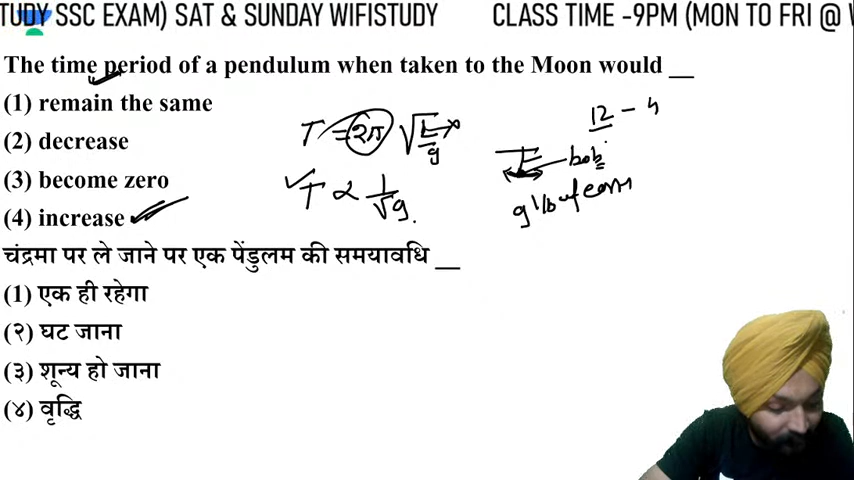 TUDY SSC EXAM) SAT & SUNDAY WIFISTUDY CLASS TIME -9PM (MON TO FRI @ W
The time period of a pendulum when taken to the Moon would __
(1) remain the same
(2) decrease
(3) become zero
(4) increase
T = 2π √L/g
T ∝ 1/√g
12 - 4
bob
g 1/6 of earth
चंद्रमा पर ले जाने पर एक पेंडुलम की समयावधि __
(1) एक ही रहेगा
(२) घट जाना
(३) शून्य हो जाना
(४) वृद्धि